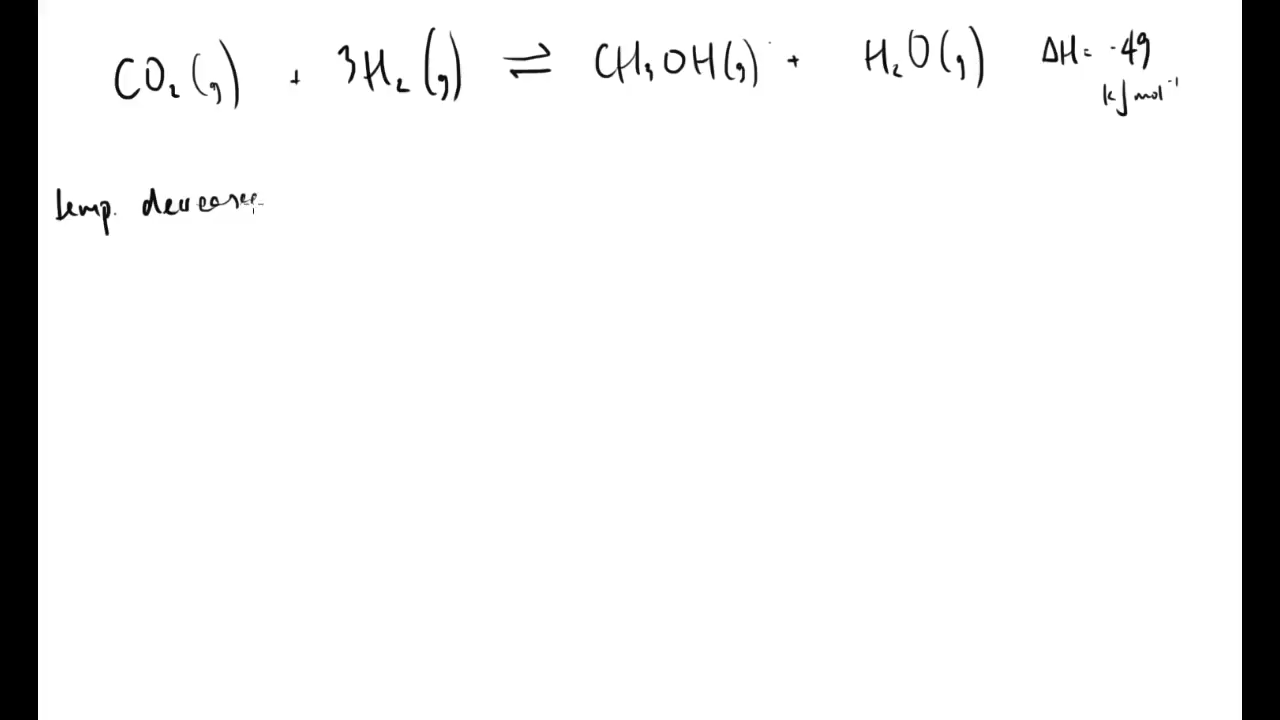 CO₂(g) + 3H₂(g) ⇌ CH₃OH(g) + H₂O(g) ΔH = -49
kJ mol⁻¹
temp. decrease